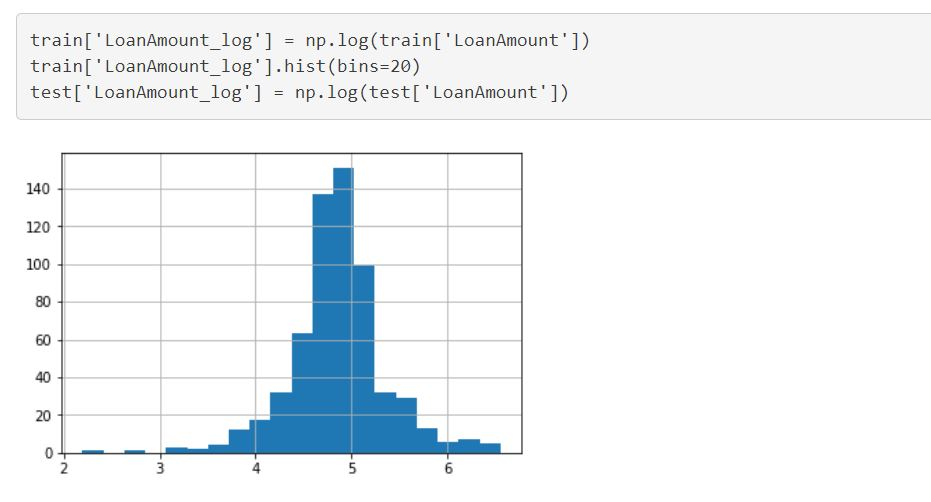 train['LoanAmount_log'] = np.log(train['LoanAmount'])
train['LoanAmount_log'].hist(bins=20)
test['LoanAmount_log'] = np.log(test['LoanAmount'])
140
120
100
80
60
40
20
0
2 3 4 5 6